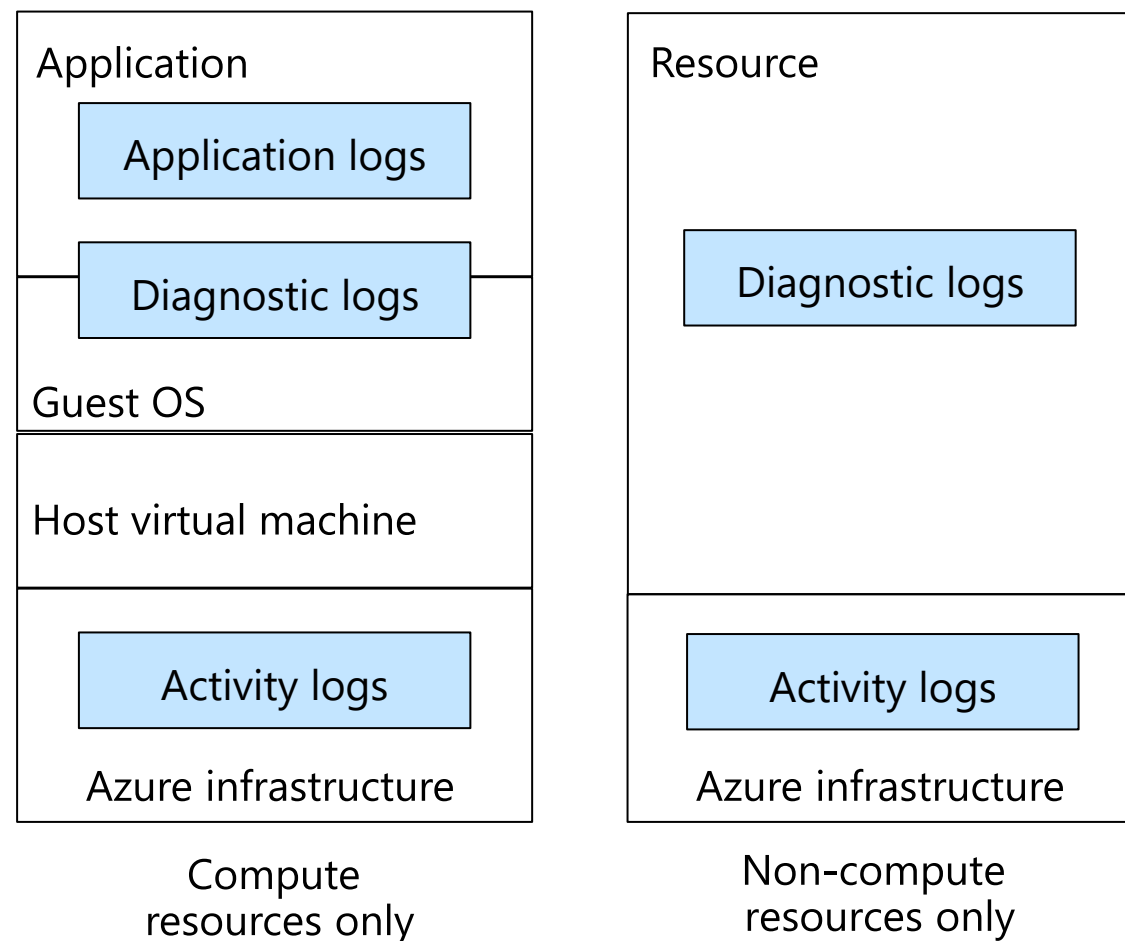 Application
Application logs
Diagnostic logs
Guest OS
Host virtual machine
Activity logs
Azure infrastructure
Compute
resources only
Resource
Diagnostic logs
Activity logs
Azure infrastructure
Non-compute
resources only